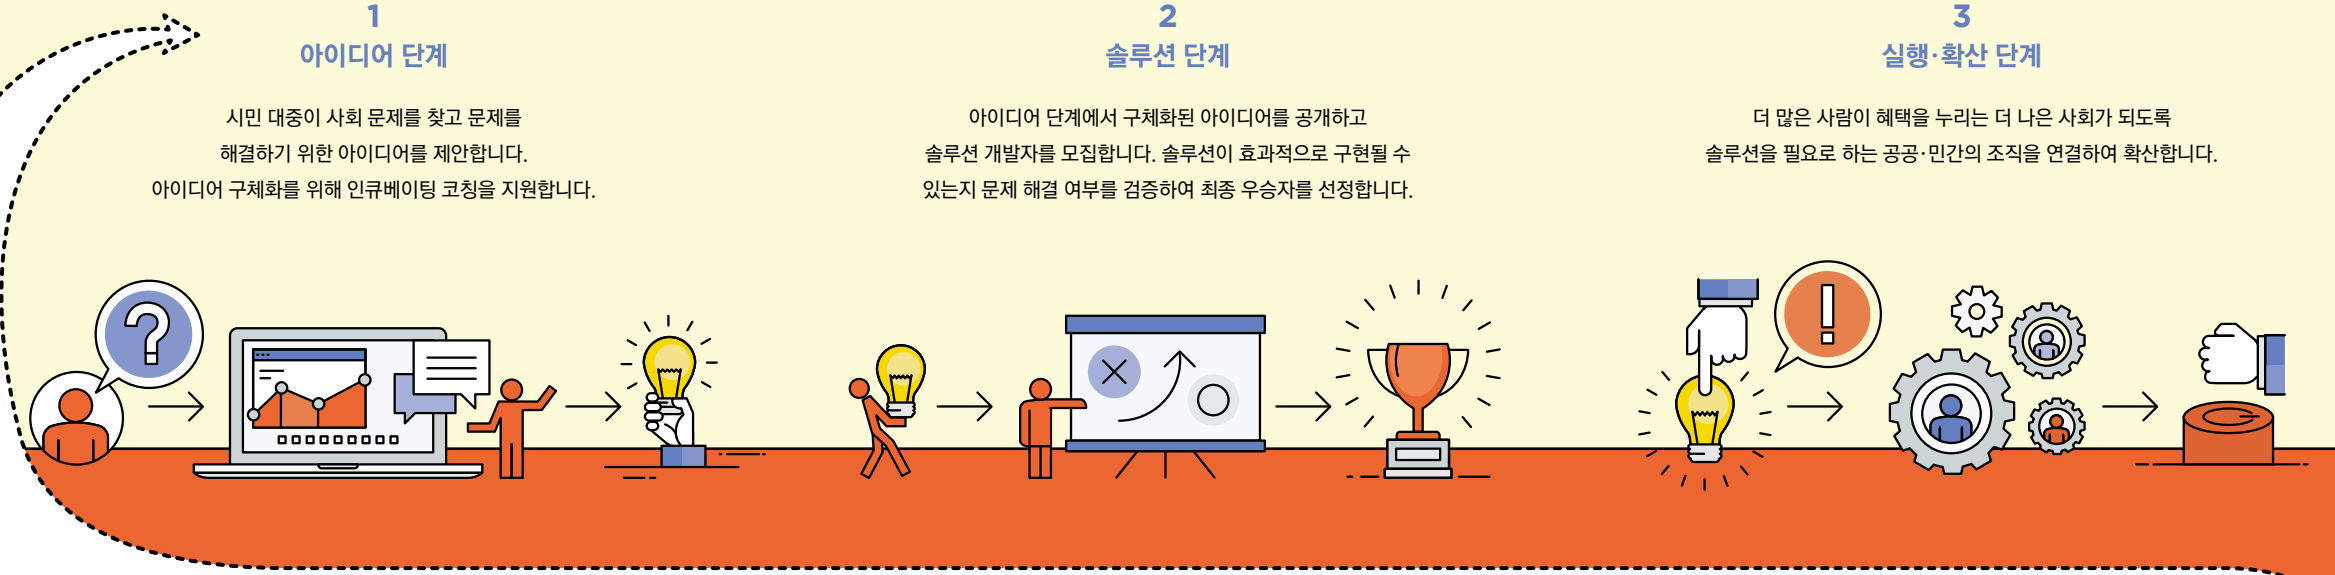 1
아이디어 단계
시민 대중이 사회 문제를 찾고 문제를
해결하기 위한 아이디어를 제안합니다.
아이디어 구체화를 위해 인큐베이팅 코칭을 지원합니다.
2
솔루션 단계
아이디어 단계에서 구체화된 아이디어를 공개하고
솔루션 개발자를 모집합니다. 솔루션이 효과적으로 구현될 수
있는지 문제 해결 여부를 검증하여 최종 우승자를 선정합니다.
3
실행·확산 단계
더 많은 사람이 혜택을 누리는 더 나은 사회가 되도록
솔루션을 필요로 하는 공공·민간의 조직을 연결하여 확산합니다.